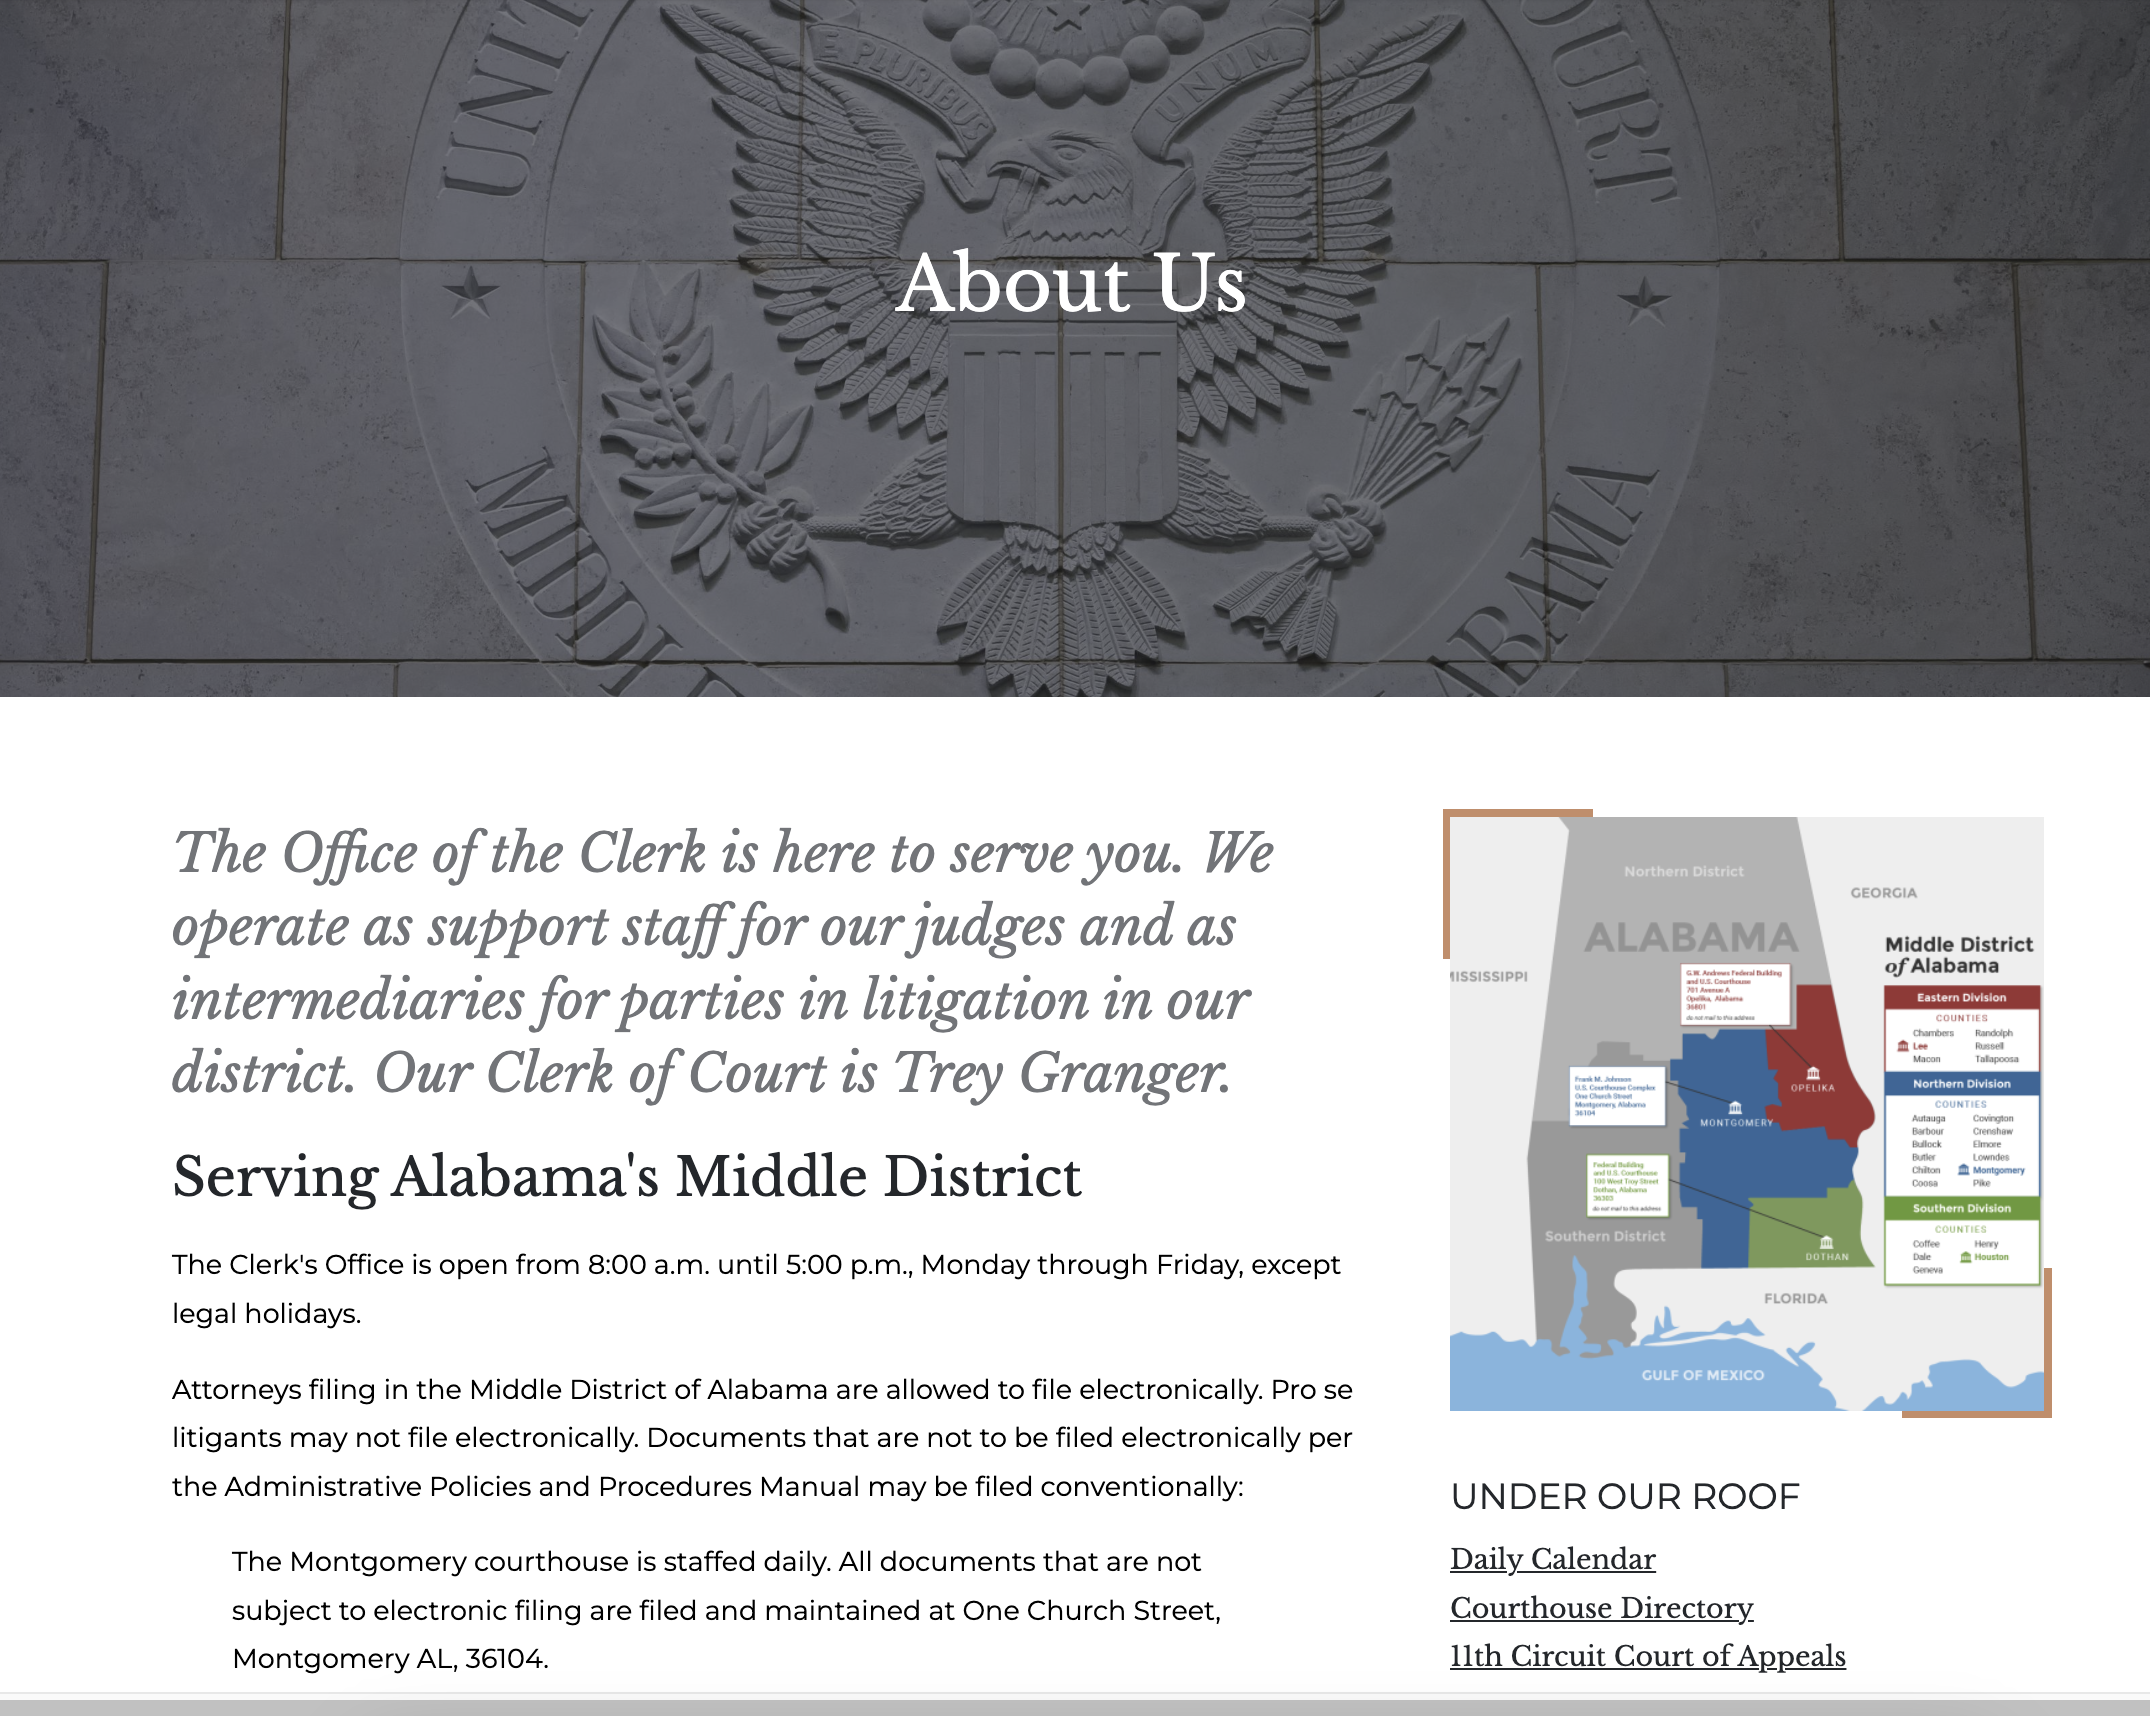 E PLURIBUS UNUM
UNIT
OURT
About Us
MIDDL
BAMA
The Office of the Clerk is here to serve you. We
operate as support staff for our judges and as
intermediaries for parties in litigation in our
district. Our Clerk of Court is Trey Granger.
Serving Alabama's Middle District
The Clerk's Office is open from 8:00 a.m. until 5:00 p.m., Monday through Friday, except
legal holidays.
Attorneys filing in the Middle District of Alabama are allowed to file electronically. Pro se
litigants may not file electronically. Documents that are not to be filed electronically per
the Administrative Policies and Procedures Manual may be filed conventionally:
The Montgomery courthouse is staffed daily. All documents that are not
subject to electronic filing are filed and maintained at One Church Street,
Montgomery AL, 36104.
Northern District
GEORGIA
ALABAMA
MISSISSIPPI
G.W. Andrews Federal Building
and U.S. Courthouse
701 Avenue A
Opelika, Alabama
36801
do not mail to this address
OPELIKA
Frank M. Johnson
U.S. Courthouse Complex
One Church Street
Montgomery, Alabama
36104
MONTGOMERY
Federal Building
and U.S. Courthouse
100 West Troy Street
Dothan, Alabama
36303
do not mail to this address
Southern District
DOTHAN
FLORIDA
GULF OF MEXICO
Middle District
of Alabama
Eastern Division
COUNTIES
Chambers Randolph
Lee Russell
Macon Tallapoosa
Northern Division
COUNTIES
Autauga Covington
Barbour Crenshaw
Bullock Elmore
Butler Lowndes
Chilton Montgomery
Coosa Pike
Southern Division
COUNTIES
Coffee Henry
Dale Houston
Geneva
UNDER OUR ROOF
Daily Calendar
Courthouse Directory
11th Circuit Court of Appeals